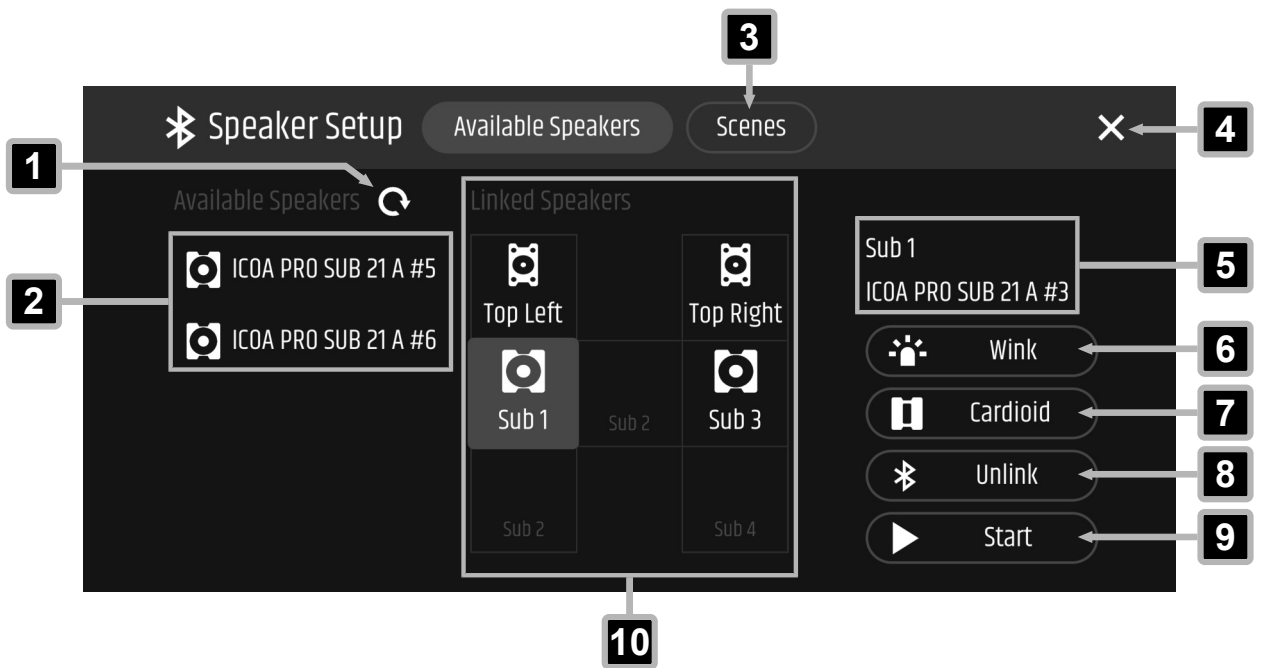 3
Speaker Setup Available Speakers Scenes
4
1
Available Speakers Linked Speakers
2
ICOA PRO SUB 21 A #5
ICOA PRO SUB 21 A #6
Top Left Top Right
Sub 1 Sub 2 Sub 3
Sub 2 Sub 4
Sub 1
ICOA PRO SUB 21 A #3
5
Wink 6
Cardioid 7
Unlink 8
Start 9
10